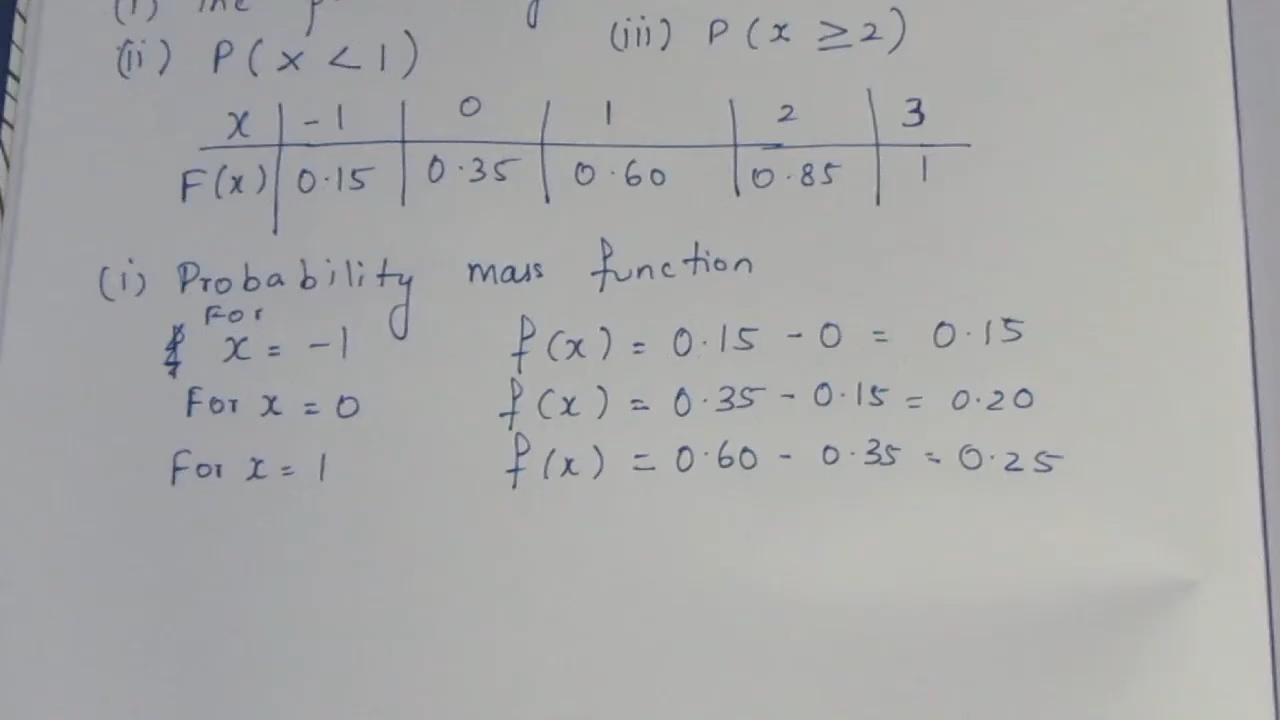 (i) The p
(ii) P(x < 1) (iii) P(x ≥ 2)
x -1 0 1 2 3
F(x) 0.15 0.35 0.60 0.85 1
(i) Probability mass function
For
x = -1 f(x) = 0.15 - 0 = 0.15
For x = 0 f(x) = 0.35 - 0.15 = 0.20
For x = 1 f(x) = 0.60 - 0.35 = 0.25